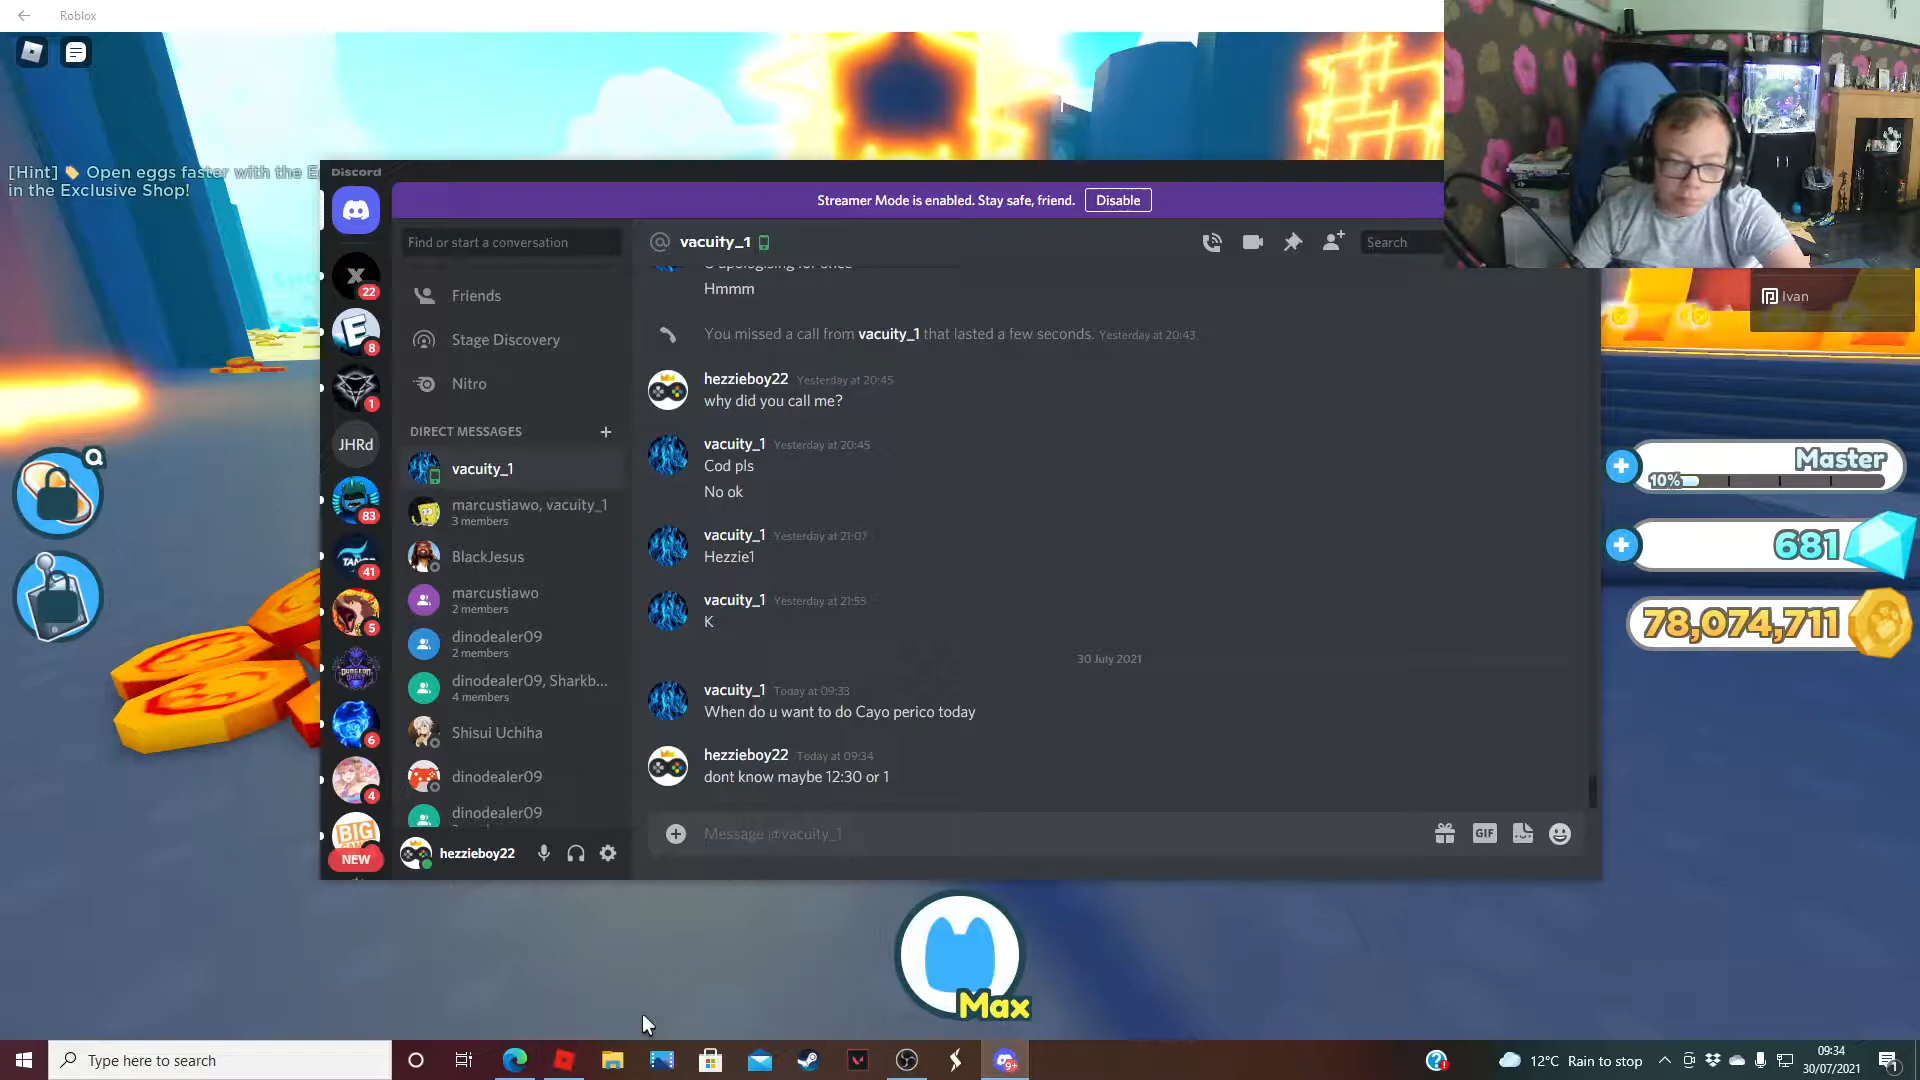 Roblox
[Hint] 🏷️ Open eggs faster with the E
in the Exclusive Shop!
Discord
Streamer Mode is enabled. Stay safe, friend.
Disable
Find or start a conversation
vacuity_1
Search
Friends
Stage Discovery
Nitro
DIRECT MESSAGES
vacuity_1
marcustiawo, vacuity_1
3 members
BlackJesus
marcustiawo
2 members
dinodealer09
2 members
dinodealer09, Sharkb...
4 members
Shisui Uchiha
dinodealer09
dinodealer09
hezzieboy22
X
22
E
8
1
JHRd
83
41
5
6
4
BIG
NEW
Hmmm
You missed a call from vacuity_1 that lasted a few seconds. Yesterday at 20:43
hezzieboy22 Yesterday at 20:45
why did you call me?
vacuity_1 Yesterday at 20:45
Cod pls
No ok
vacuity_1 Yesterday at 21:07
Hezzie1
vacuity_1 Yesterday at 21:55
K
30 July 2021
vacuity_1 Today at 09:33
When do u want to do Cayo perico today
hezzieboy22 Today at 09:34
dont know maybe 12:30 or 1
Message @vacuity_1
GIF
Ivan
Master
10%
681
78,074,711
Max
Type here to search
9+
12°C Rain to stop
09:34
30/07/2021
1